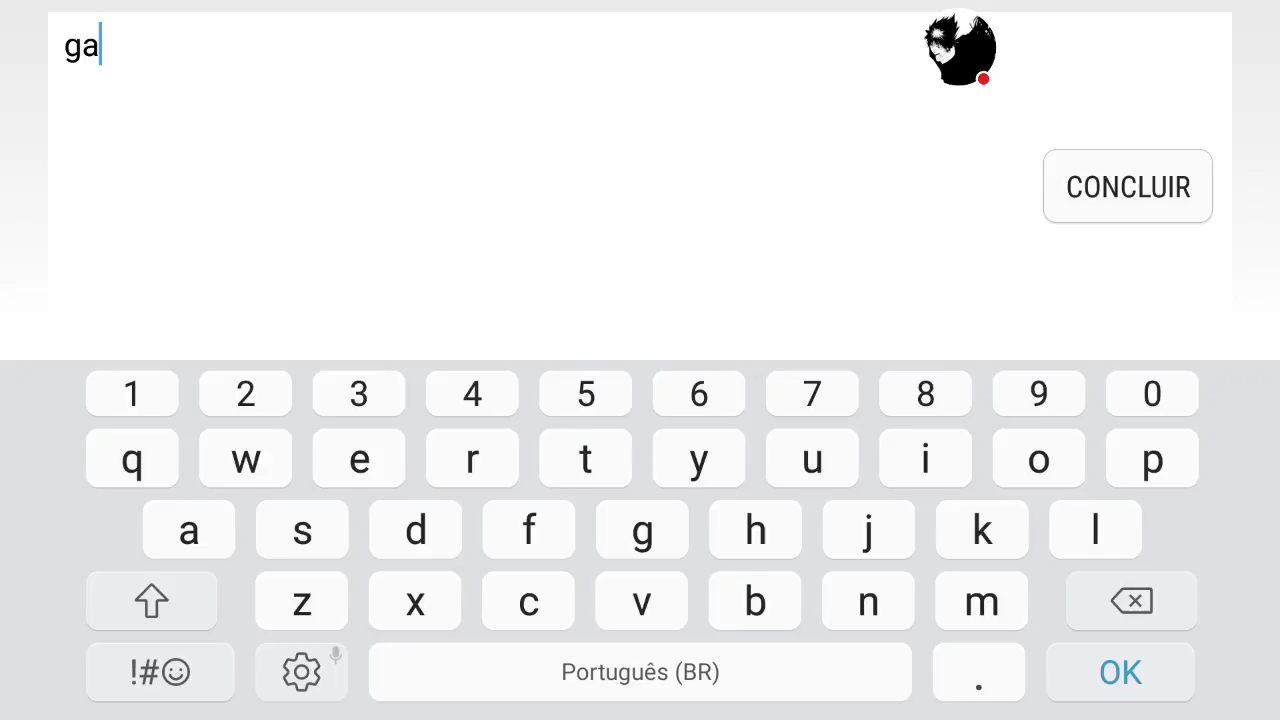 ga
CONCLUIR
1 2 3 4 5 6 7 8 9 0
q w e r t y u i o p
a s d f g h j k l
z x c v b n m
!#☺ Português (BR) . OK